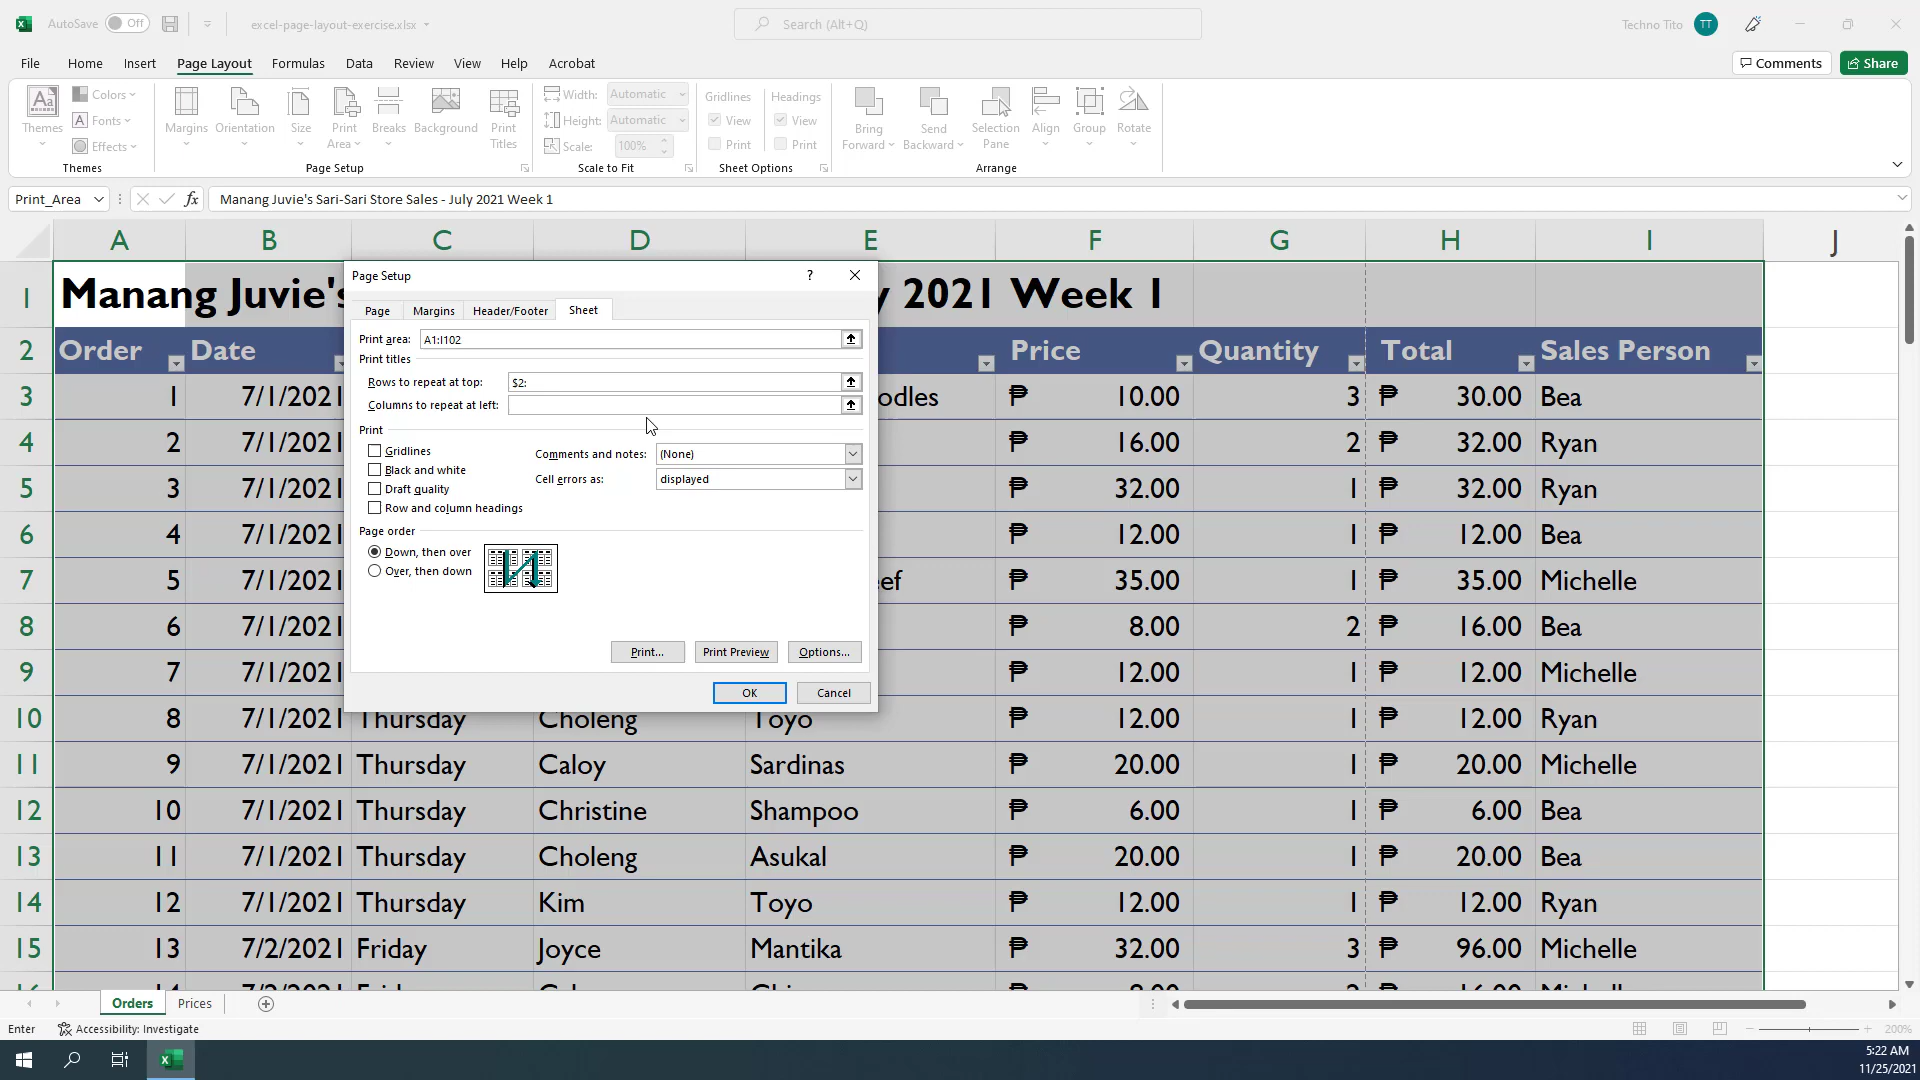 AutoSave Off excel-page-layout-exercise.xlsx Search (Alt+Q) Techno Tito TT
File Home Insert Page Layout Formulas Data Review View Help Acrobat Comments Share
Aa Themes Colors Fonts Effects Themes
Margins Orientation Size Print Area Breaks Background Print Titles Page Setup
Width: Automatic Height: Automatic Scale: 100% Scale to Fit
Gridlines View Print Headings View Print Sheet Options
Bring Forward Send Backward Selection Pane Align Group Rotate Arrange
Print_Area fx Manang Juvie's Sari-Sari Store Sales - July 2021 Week 1
A B C D E F G H I J
1 Manang Juvie's y 2021 Week 1
2 Order Date Price Quantity Total Sales Person
3 1 7/1/2021 odles ₱ 10.00 3 ₱ 30.00 Bea
4 2 7/1/2021 ₱ 16.00 2 ₱ 32.00 Ryan
5 3 7/1/2021 ₱ 32.00 1 ₱ 32.00 Ryan
6 4 7/1/2021 ₱ 12.00 1 ₱ 12.00 Bea
7 5 7/1/2021 eef ₱ 35.00 1 ₱ 35.00 Michelle
8 6 7/1/2021 ₱ 8.00 2 ₱ 16.00 Bea
9 7 7/1/2021 ₱ 12.00 1 ₱ 12.00 Michelle
10 8 7/1/2021 Thursday Choleng Toyo ₱ 12.00 1 ₱ 12.00 Ryan
11 9 7/1/2021 Thursday Caloy Sardinas ₱ 20.00 1 ₱ 20.00 Michelle
12 10 7/1/2021 Thursday Christine Shampoo ₱ 6.00 1 ₱ 6.00 Bea
13 11 7/1/2021 Thursday Choleng Asukal ₱ 20.00 1 ₱ 20.00 Bea
14 12 7/1/2021 Thursday Kim Toyo ₱ 12.00 1 ₱ 12.00 Ryan
15 13 7/2/2021 Friday Joyce Mantika ₱ 32.00 3 ₱ 96.00 Michelle
Page Setup ?
Page Margins Header/Footer Sheet
Print area: A1:I102
Print titles
Rows to repeat at top: $2:
Columns to repeat at left:
Print
Gridlines Comments and notes: (None)
Black and white Cell errors as: displayed
Draft quality
Row and column headings
Page order
Down, then over
Over, then down
Print... Print Preview Options...
OK Cancel
Orders Prices
Enter Accessibility: Investigate 200%
5:22 AM
11/25/2021